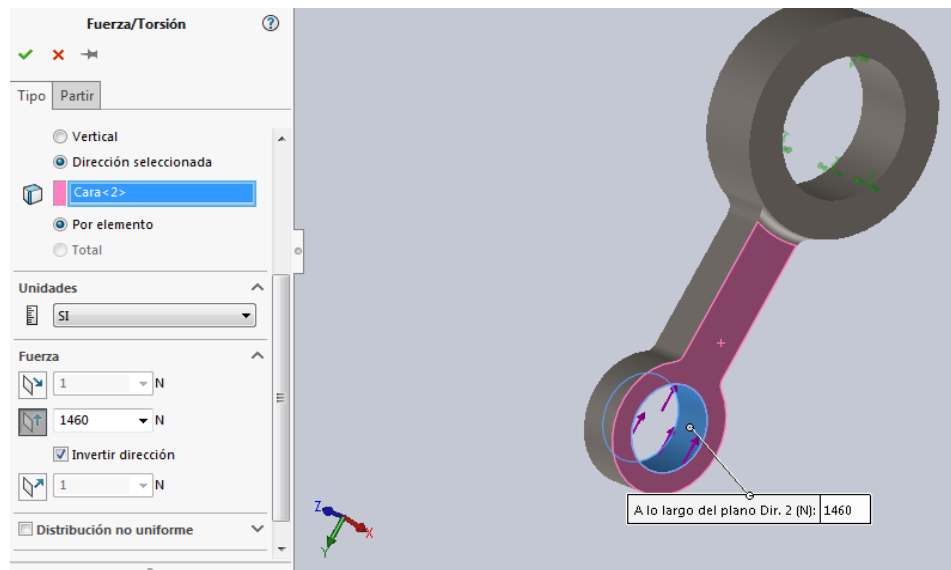 Fuerza/Torsión
Tipo Partir
Vertical
Dirección seleccionada
Cara<2>
Por elemento
Total
Unidades
SI
Fuerza
1 N
1460 N
Invertir dirección
1 N
Distribución no uniforme
A lo largo del plano Dir. 2 (N): 1460
Z
X
Y